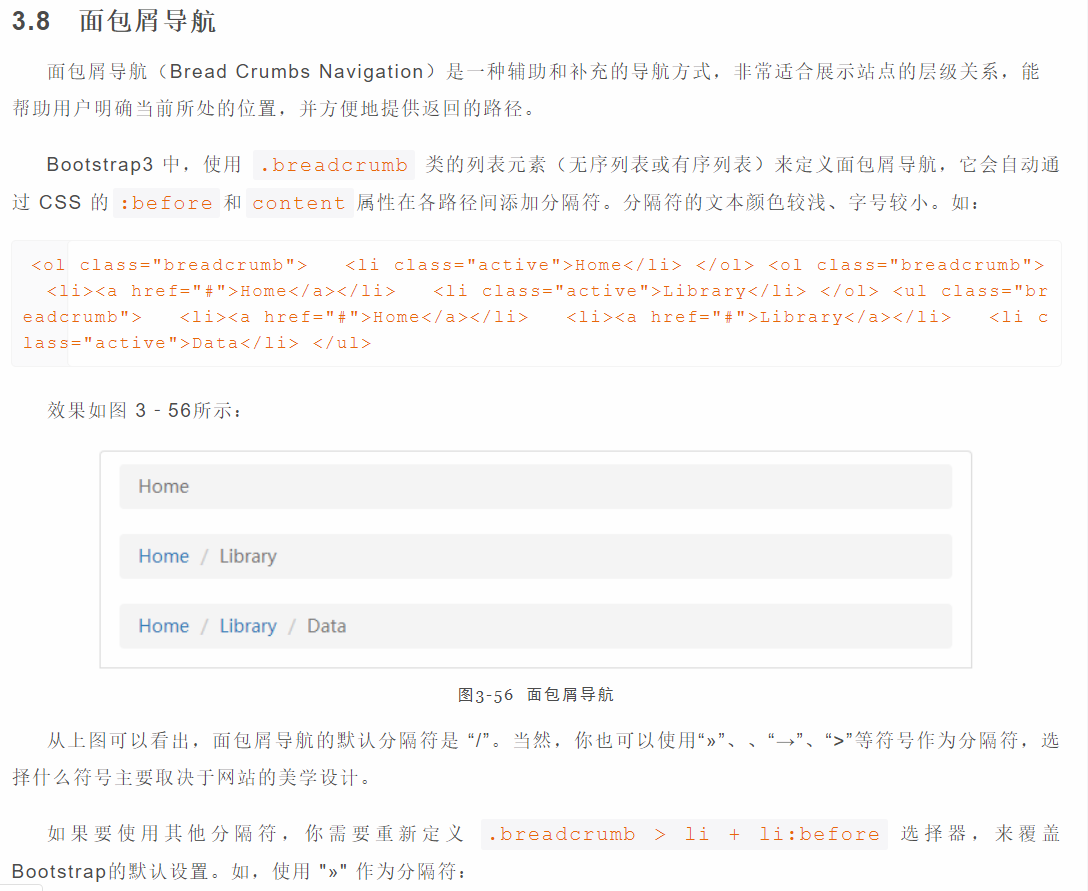 3.8 面包屑导航
面包屑导航（Bread Crumbs Navigation）是一种辅助和补充的导航方式，非常适合展示站点的层级关系，能
帮助用户明确当前所处的位置，并方便地提供返回的路径。
Bootstrap3 中，使用 .breadcrumb 类的列表元素（无序列表或有序列表）来定义面包屑导航，它会自动通
过 CSS 的 :before 和 content 属性在各路径间添加分隔符。分隔符的文本颜色较浅、字号较小。如：
<ol class="breadcrumb">   <li class="active">Home</li> </ol> <ol class="breadcrumb">
<li><a href="#">Home</a></li>   <li class="active">Library</li> </ol> <ul class="br
eadcrumb">   <li><a href="#">Home</a></li>   <li><a href="#">Library</a></li>   <li c
lass="active">Data</li> </ul>
效果如图 3 - 56所示：
Home
Home / Library
Home / Library / Data
图3-56 面包屑导航
从上图可以看出，面包屑导航的默认分隔符是 “/”。当然，你也可以使用“»”、、“→”、“>”等符号作为分隔符，选
择什么符号主要取决于网站的美学设计。
如果要使用其他分隔符，你需要重新定义 .breadcrumb > li + li:before 选择器，来覆盖
Bootstrap的默认设置。如，使用 "»" 作为分隔符：